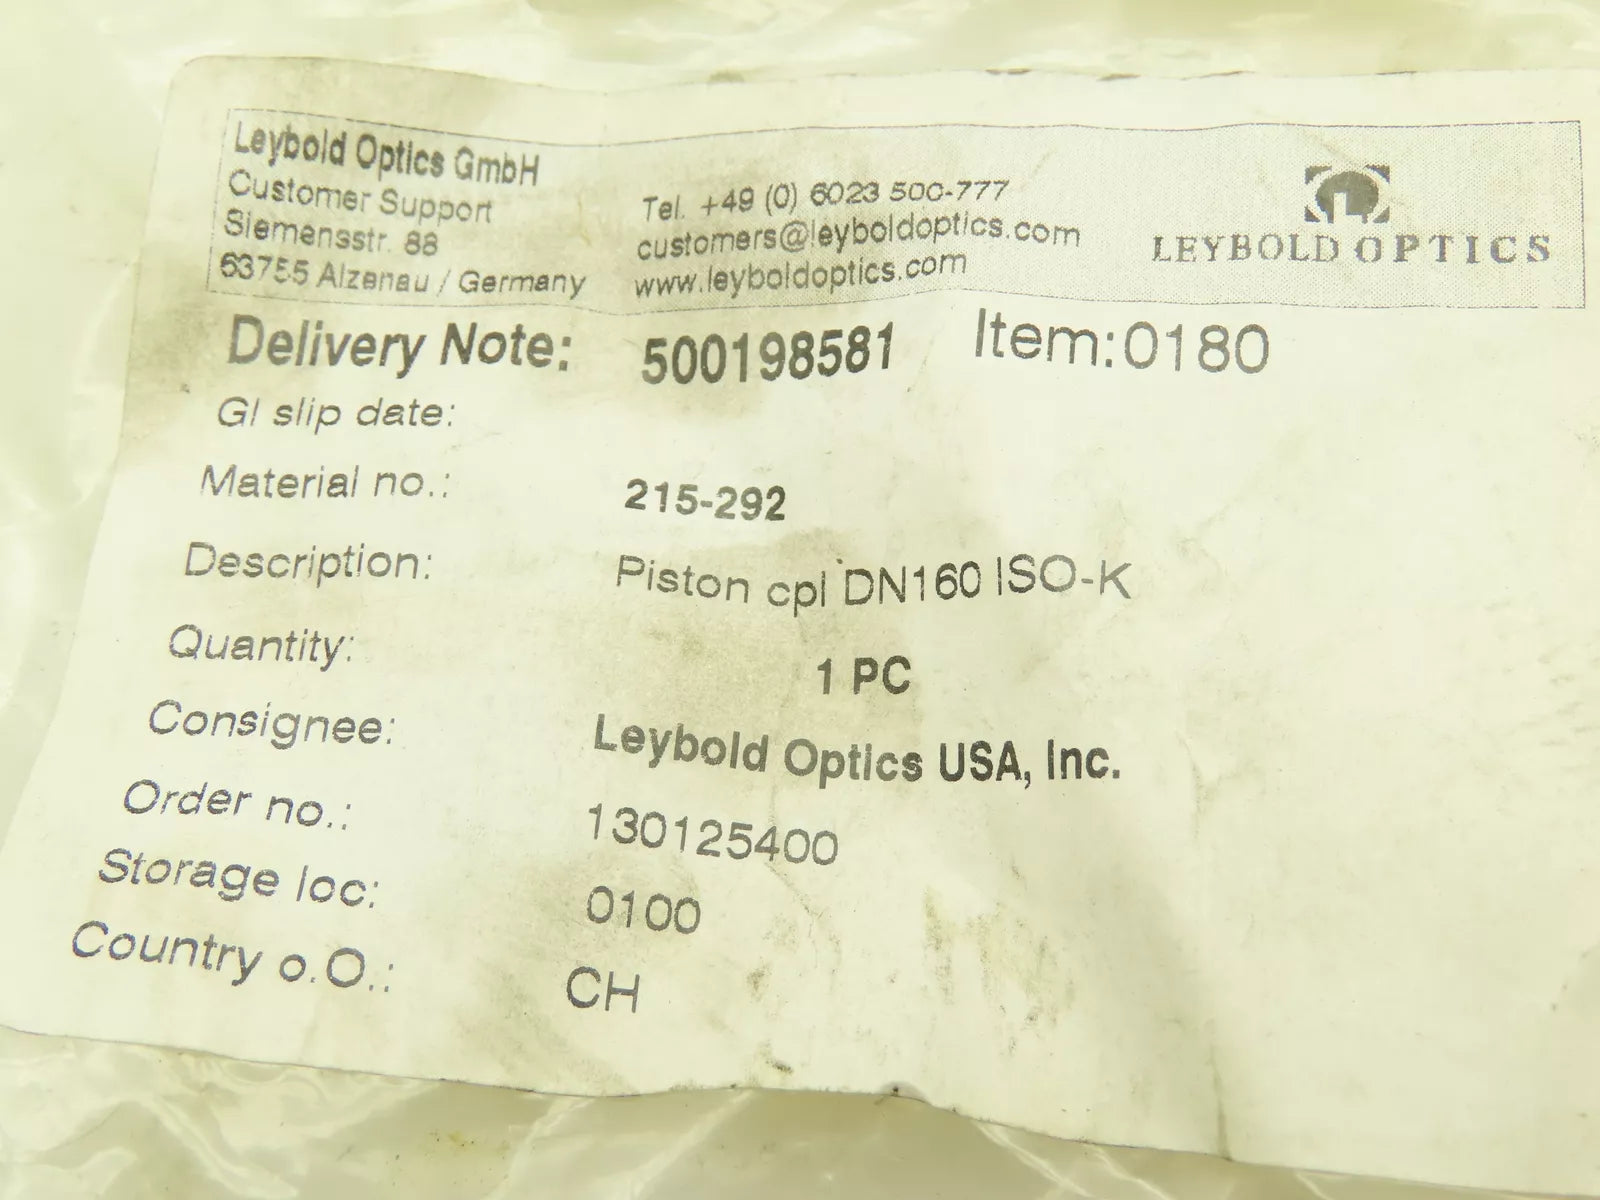 Leybold Optics GmbH
Customer Support
Siemensstr. 88
63755 Alzenau / Germany
Tel. +49 (0) 6023 500-777
customers@leyboldoptics.com
www.leyboldoptics.com
LEYBOLD OPTICS
Delivery Note: 500198581 Item:0180
GI slip date:
Material no.: 215-292
Description: Piston cpl DN160 ISO-K
Quantity: 1 PC
Consignee: Leybold Optics USA, Inc.
Order no.: 130125400
Storage loc: 0100
Country o.O.: CH